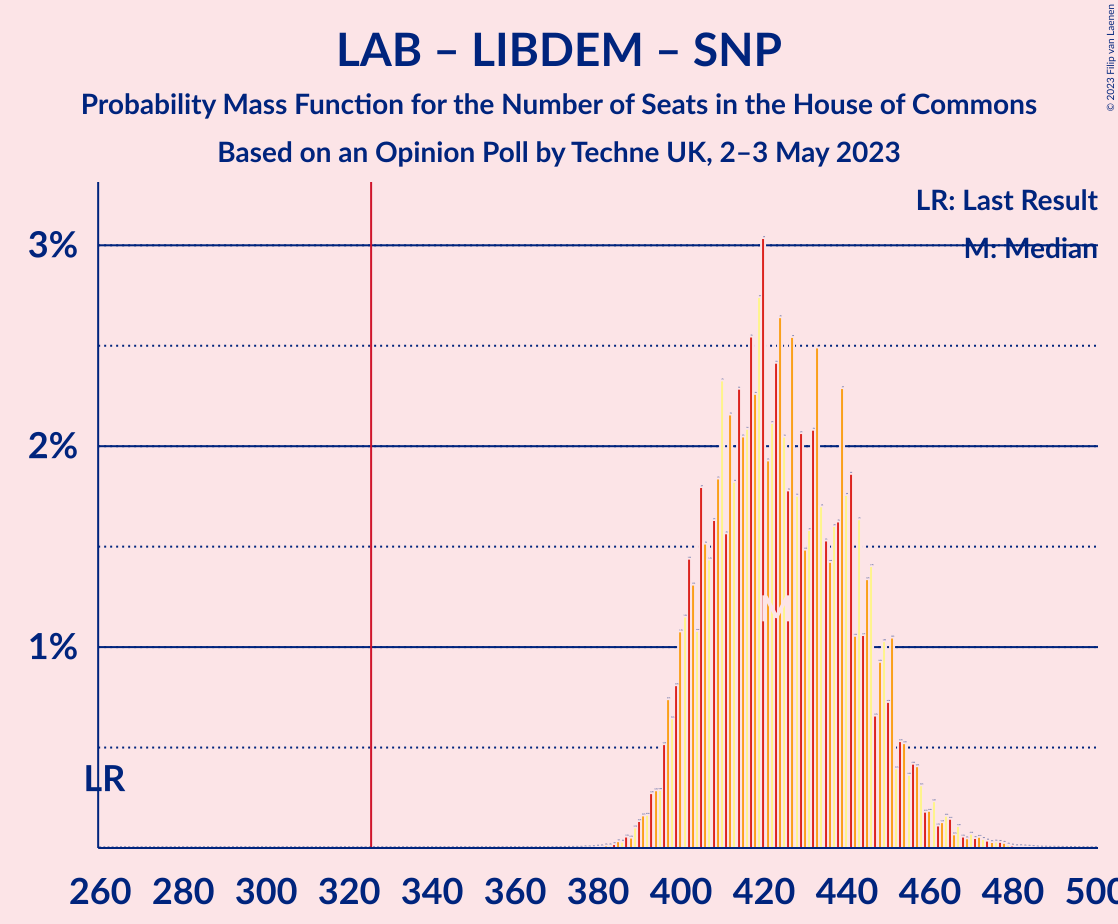 LAB – LIBDEM – SNP
Probability Mass Function for the Number of Seats in the House of Commons
Based on an Opinion Poll by Techne UK, 2–3 May 2023
© 2023 Filip van Laenen
LR: Last Result
M: Median
3%
2%
1%
M
LR
260 280 300 320 340 360 380 400 420 440 460 480 500